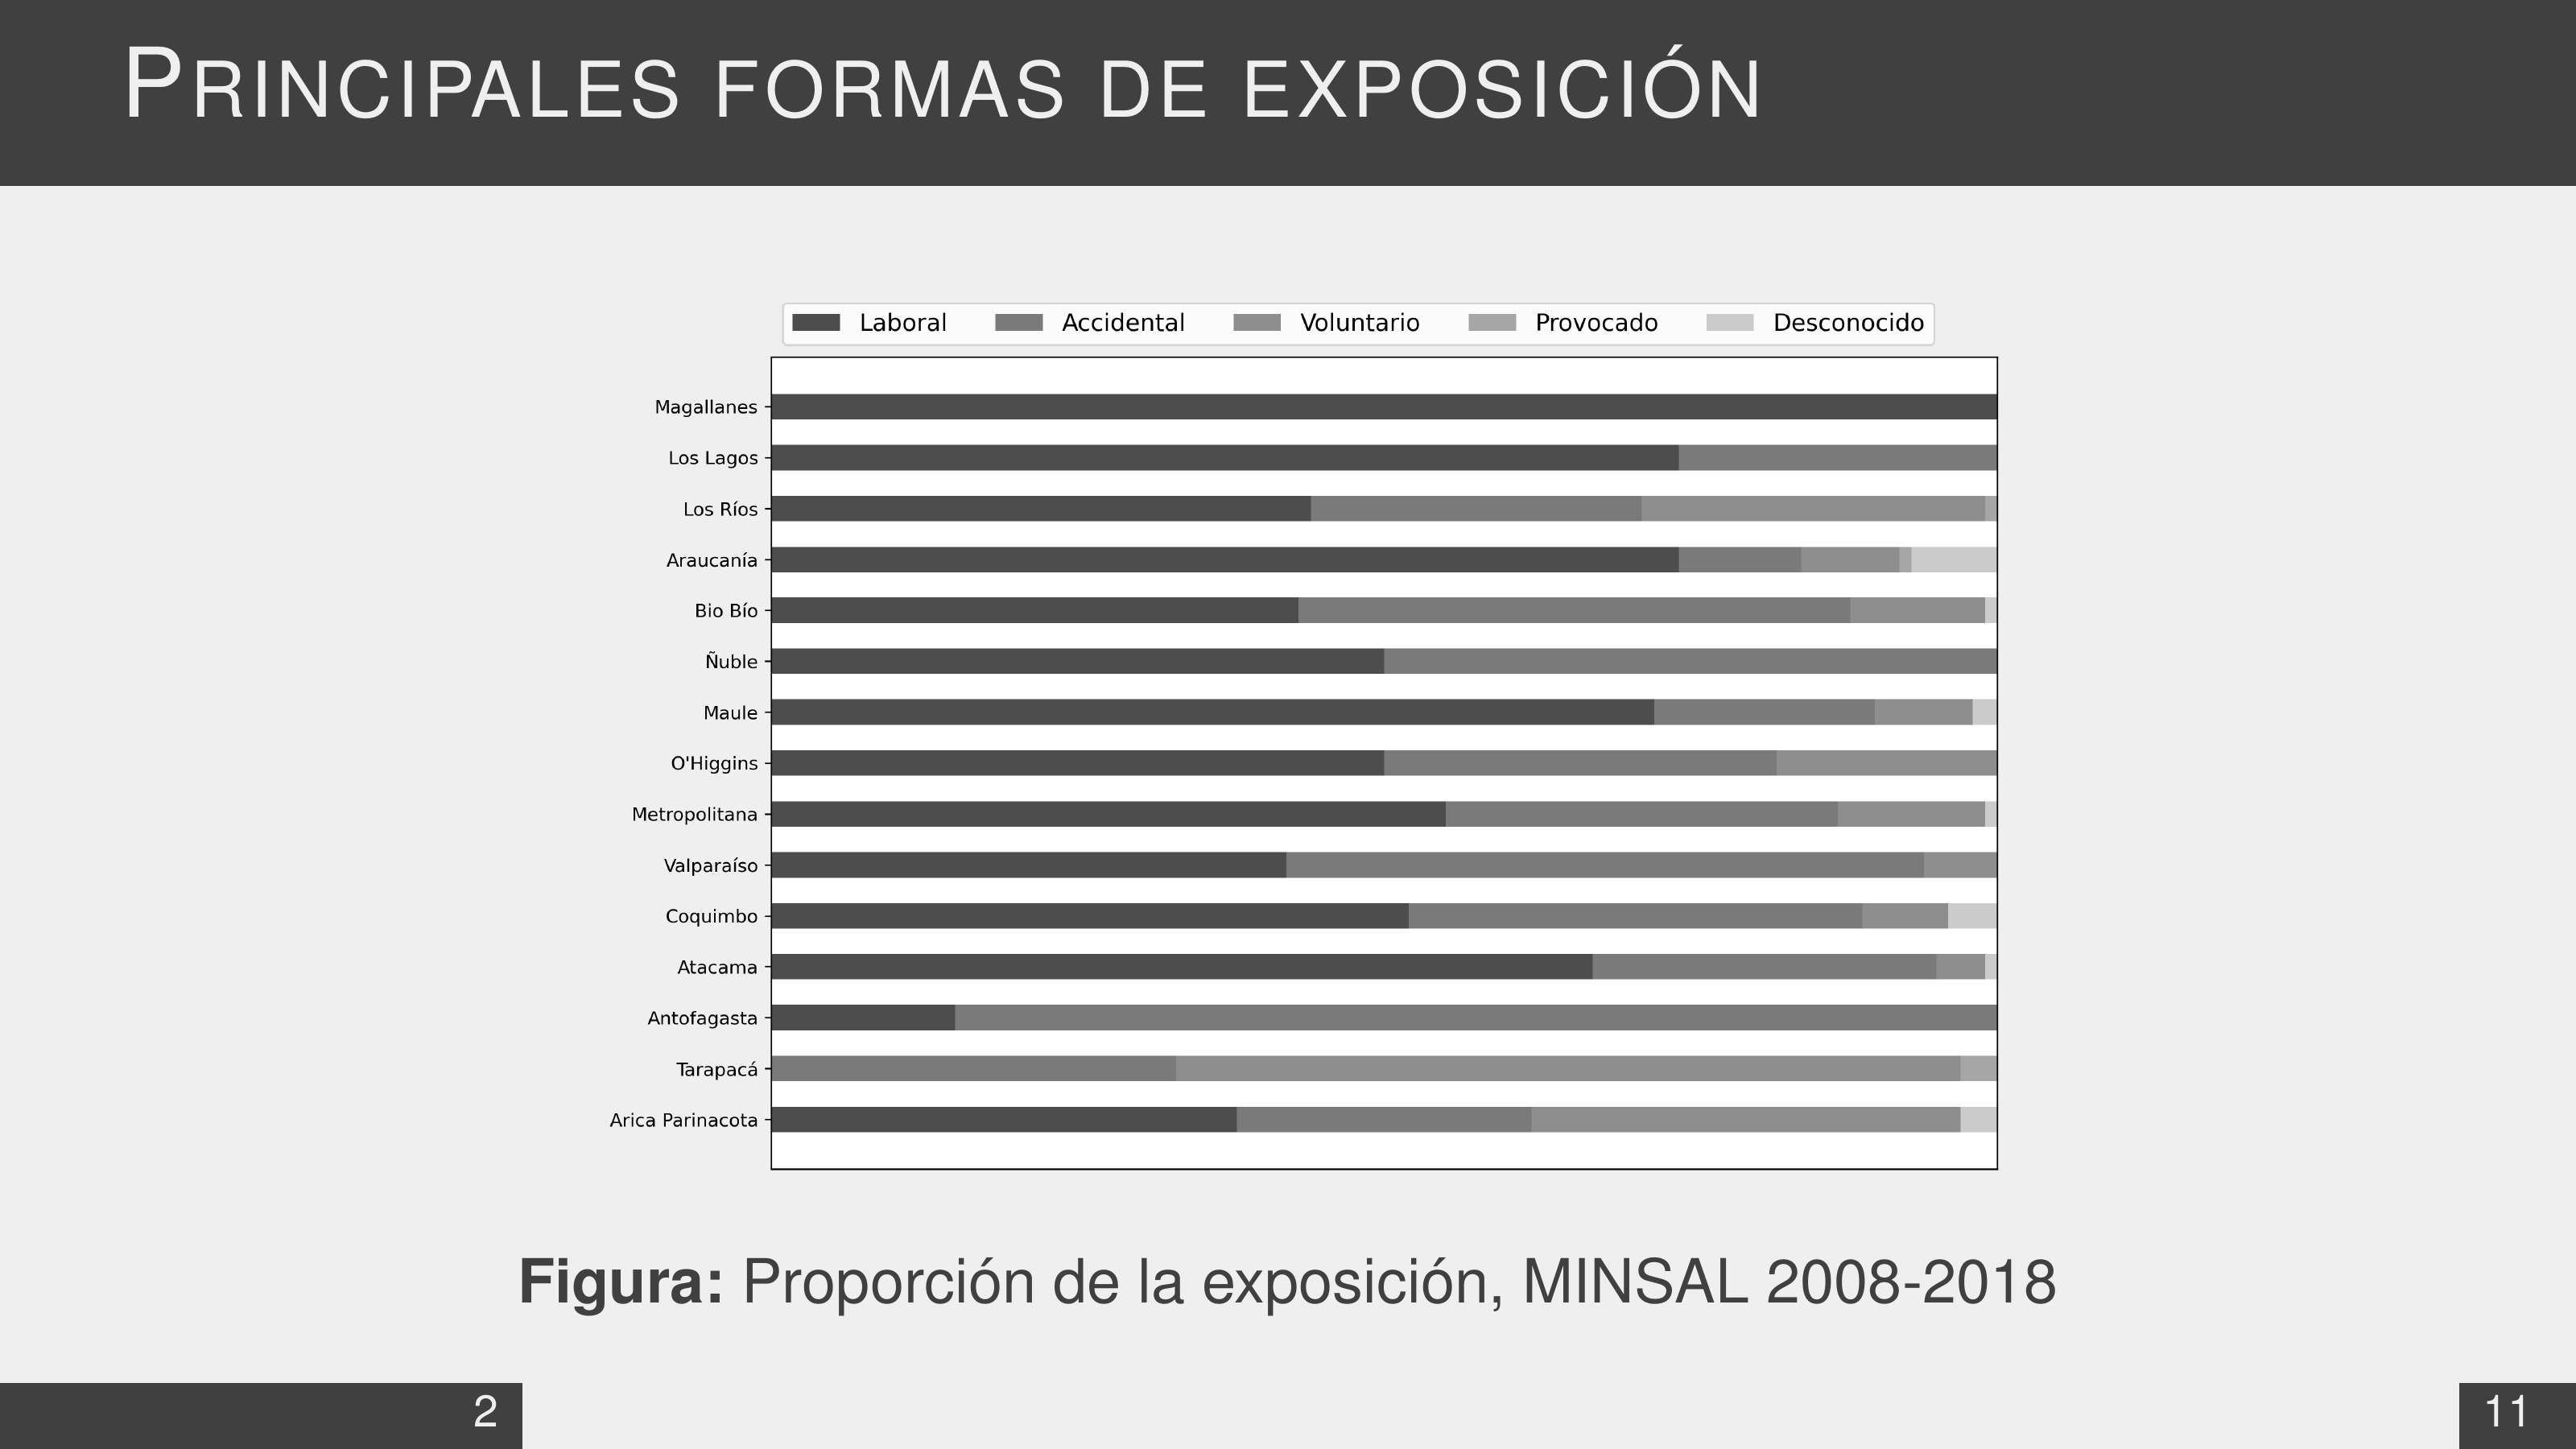 PRINCIPALES FORMAS DE EXPOSICIÓN
Laboral Accidental Voluntario Provocado Desconocido
Magallanes
Los Lagos
Los Ríos
Araucanía
Bio Bío
Ñuble
Maule
O'Higgins
Metropolitana
Valparaíso
Coquimbo
Atacama
Antofagasta
Tarapacá
Arica Parinacota
Figura: Proporción de la exposición, MINSAL 2008-2018
2 11